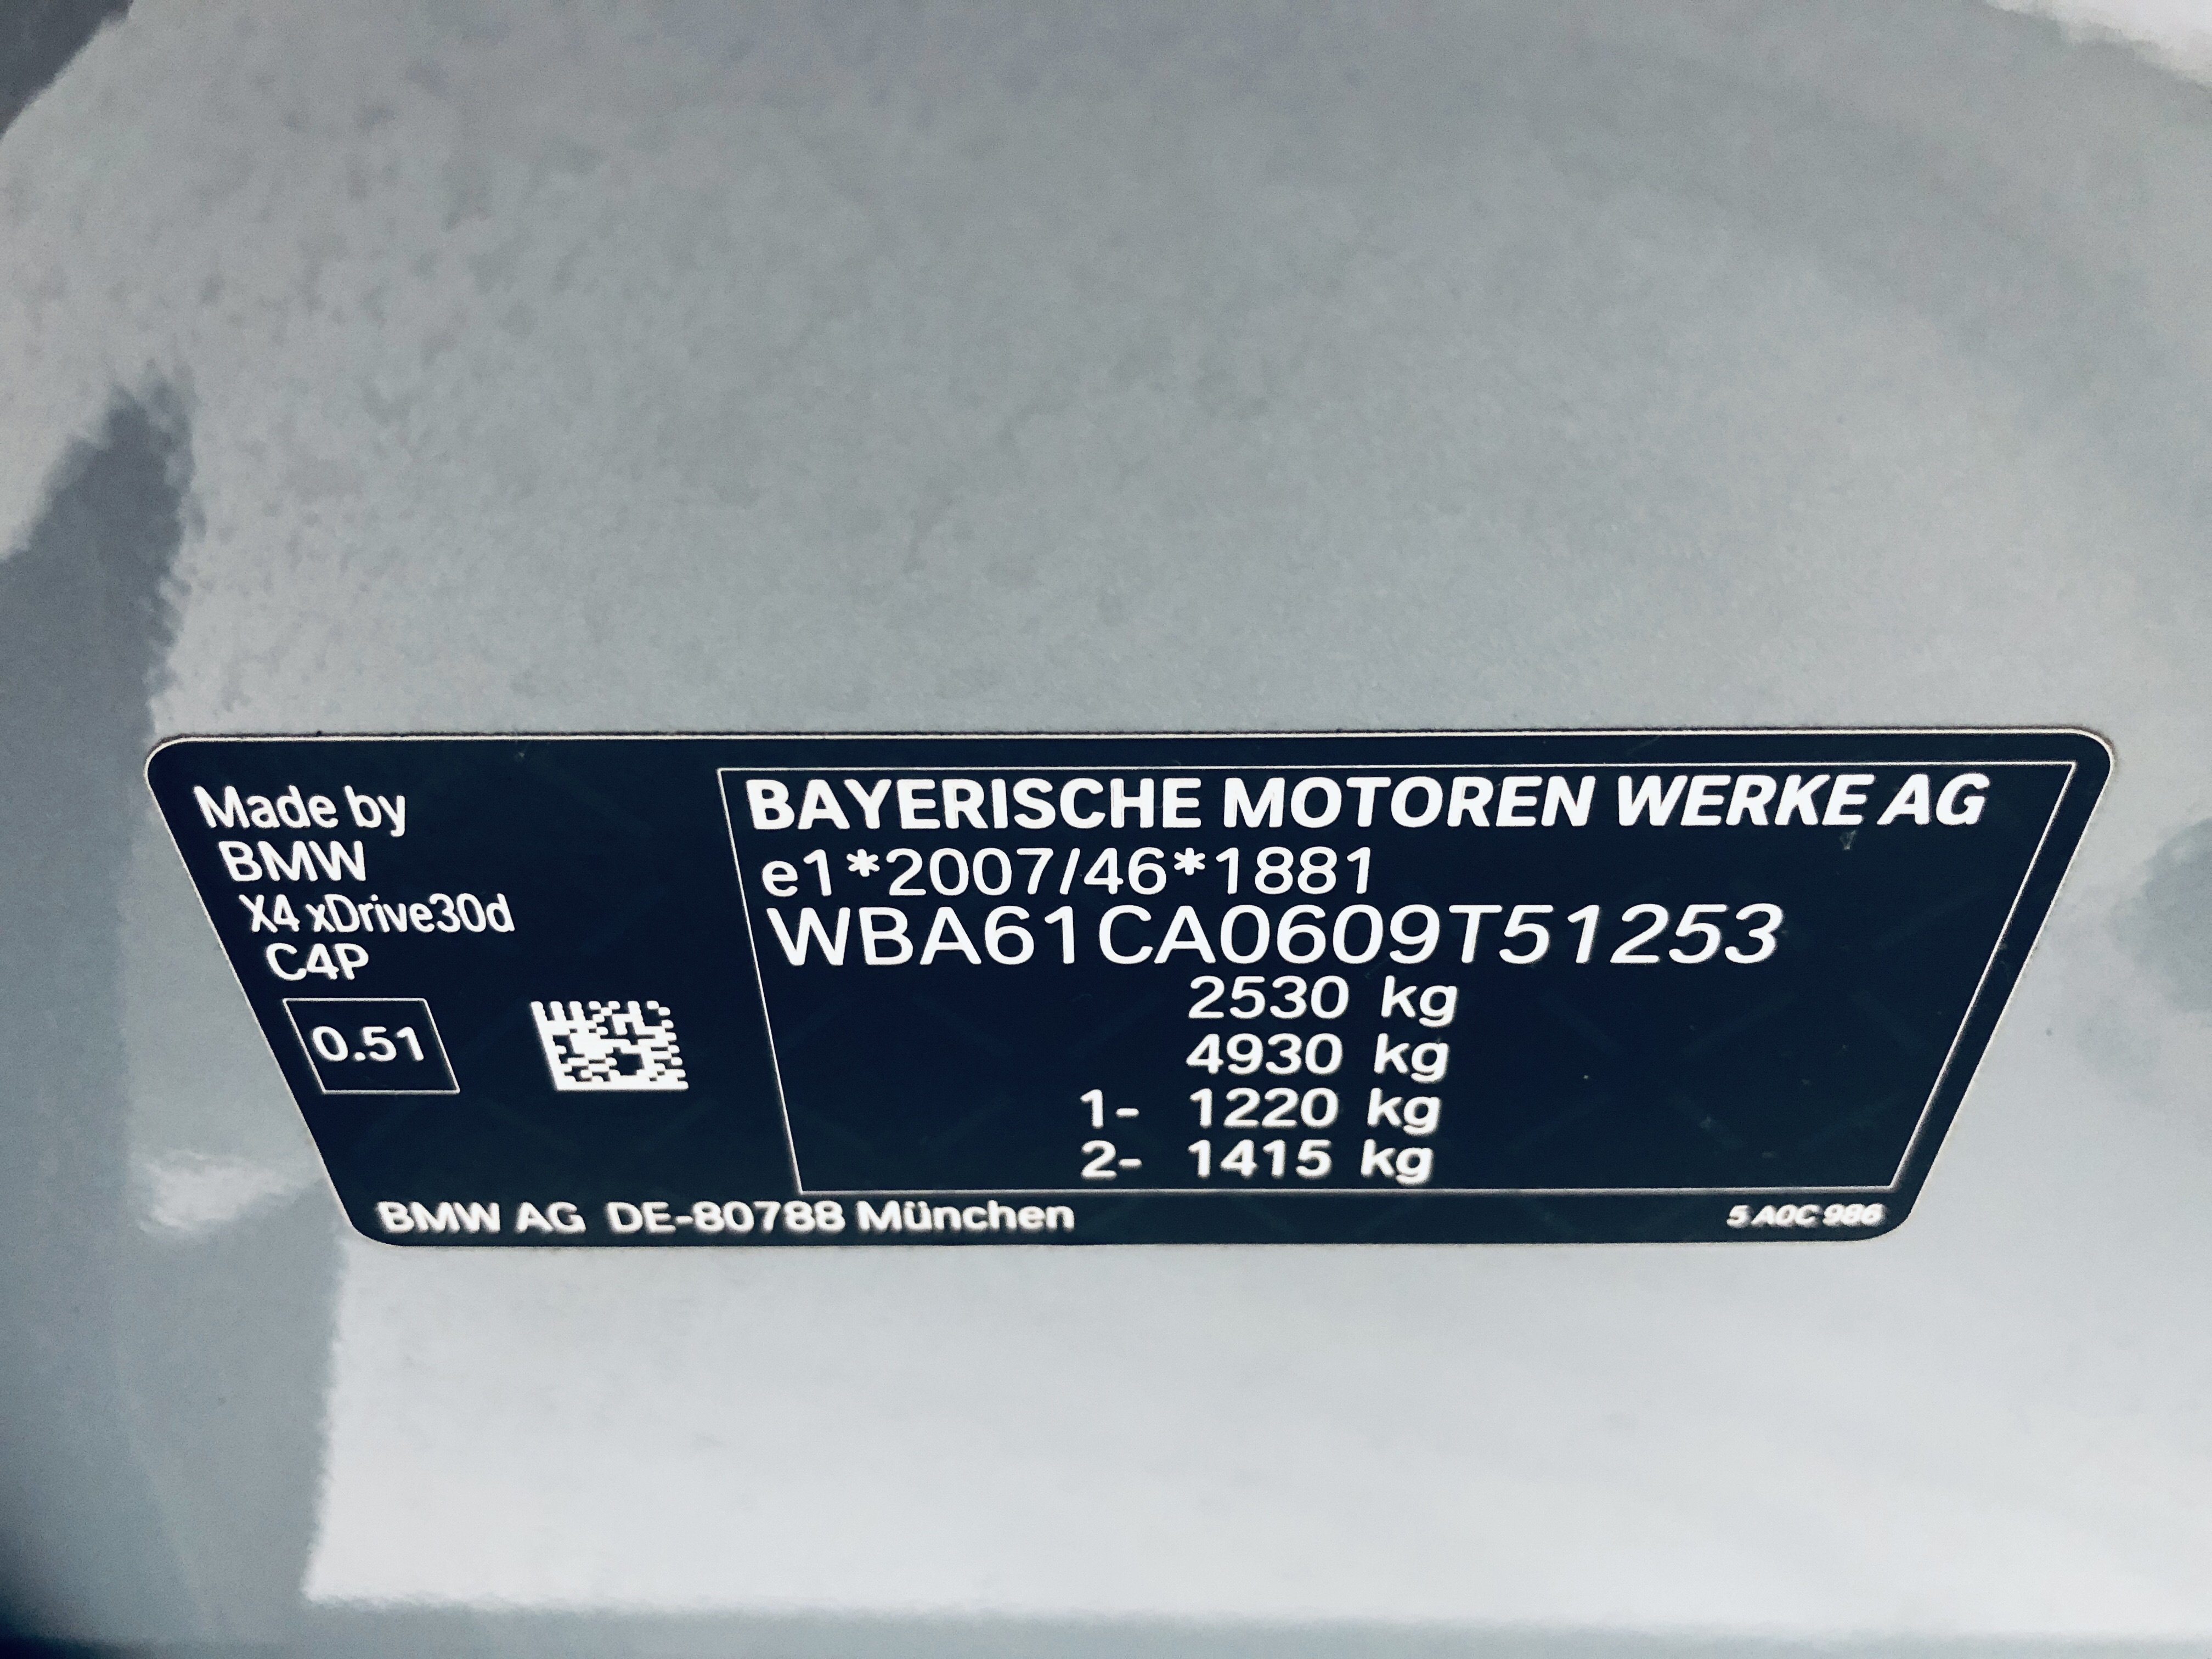 Made by
BMW
X4 xDrive30d
C4P
0.51
BAYERISCHE MOTOREN WERKE AG
e1*2007/46*1881
WBA61CA0609T51253
2530 kg
4930 kg
1- 1220 kg
2- 1415 kg
BMW AG DE-80788 München
5 A0C 986